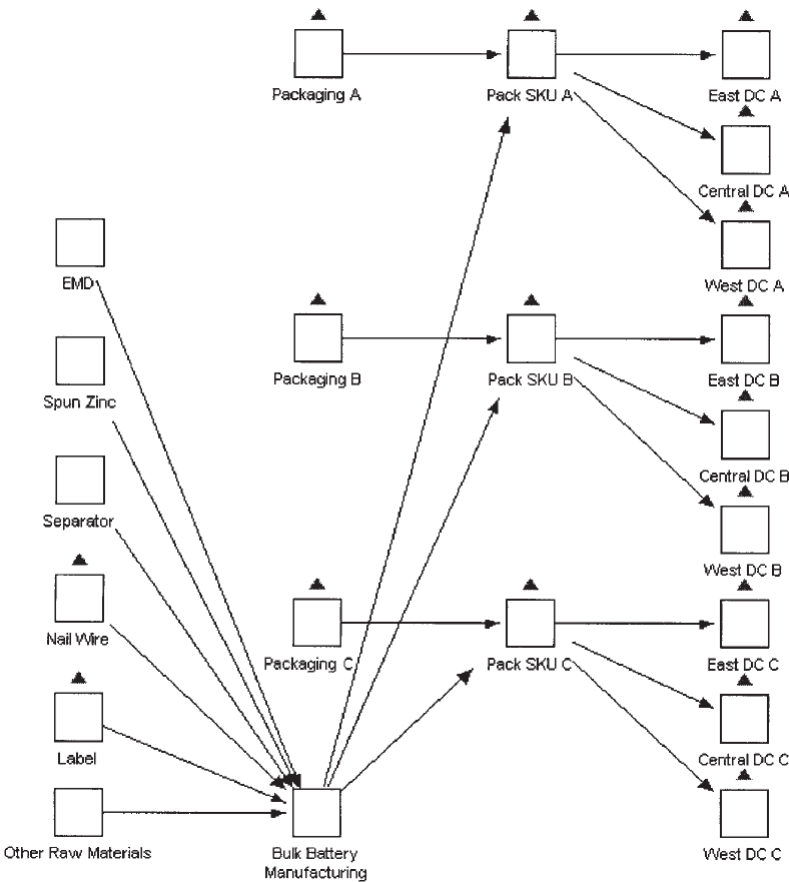 Packaging A
Pack SKU A
East DC A
Central DC A
West DC A
EMD
Packaging B
Pack SKU B
East DC B
Spun Zinc
Central DC B
Separator
West DC B
Nail Wire
Packaging C
Pack SKU C
East DC C
Label
Central DC C
Other Raw Materials
Bulk Battery
Manufacturing
West DC C